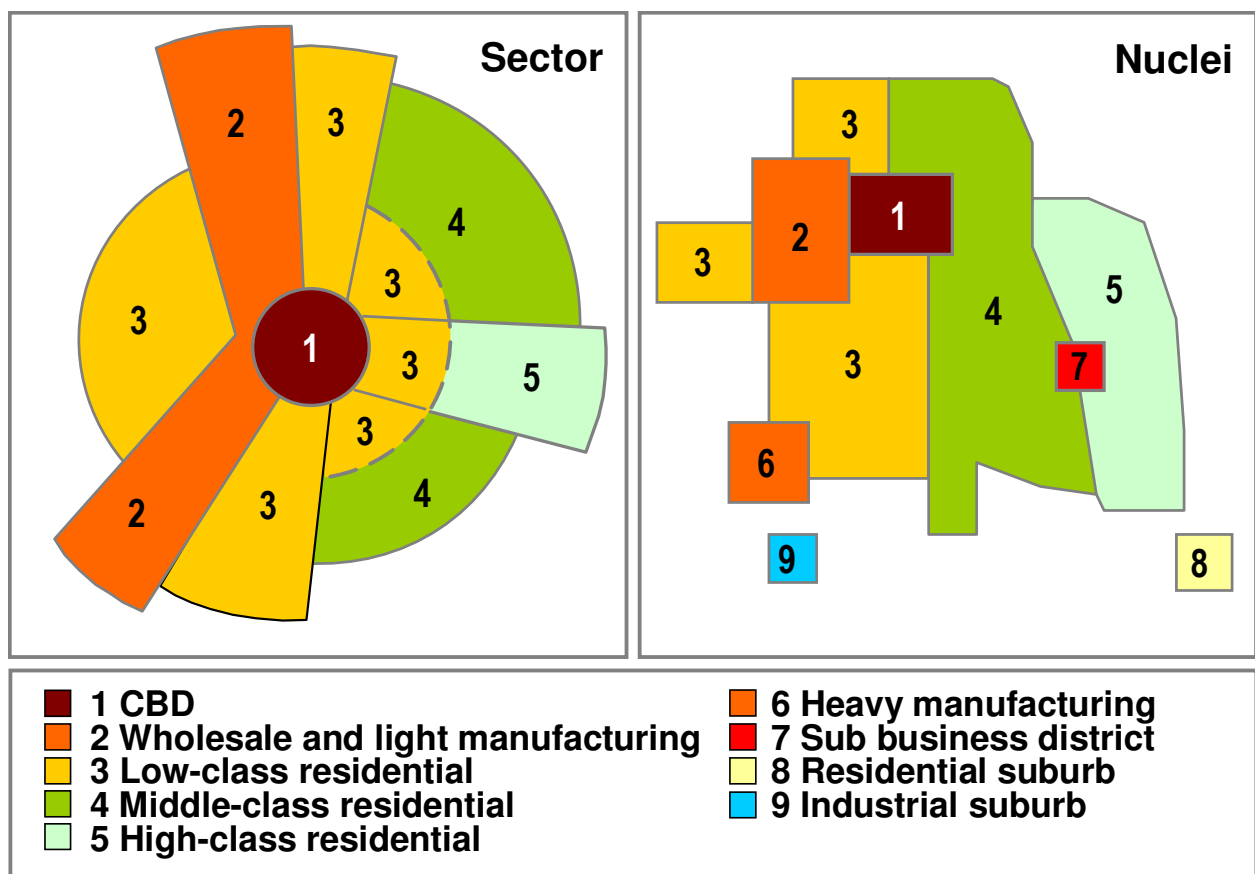 Sector
2
3
4
3
3
1
3
5
3
4
3
2
Nuclei
3
1
2
3
5
4
3
7
6
9
8
1 CBD
2 Wholesale and light manufacturing
3 Low-class residential
4 Middle-class residential
5 High-class residential
6 Heavy manufacturing
7 Sub business district
8 Residential suburb
9 Industrial suburb